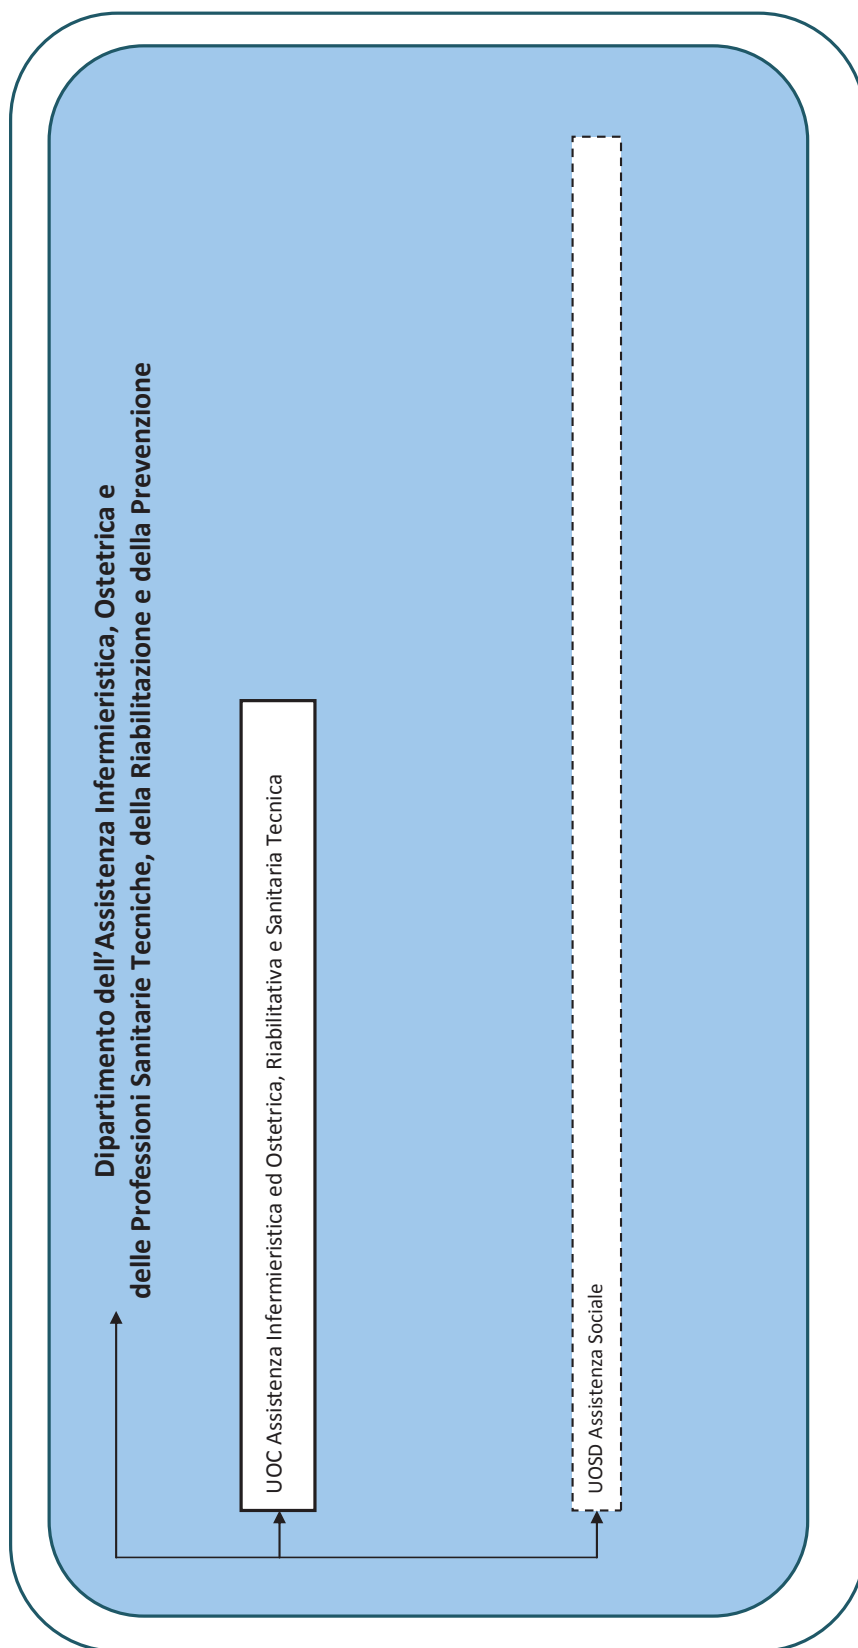 Dipartimento dell’Assistenza Infermieristica, Ostetrica e
delle Professioni Sanitarie Tecniche, della Riabilitazione e della Prevenzione
UOC Assistenza Infermieristica ed Ostetrica, Riabilitativa e Sanitaria Tecnica
UOSD Assistenza Sociale